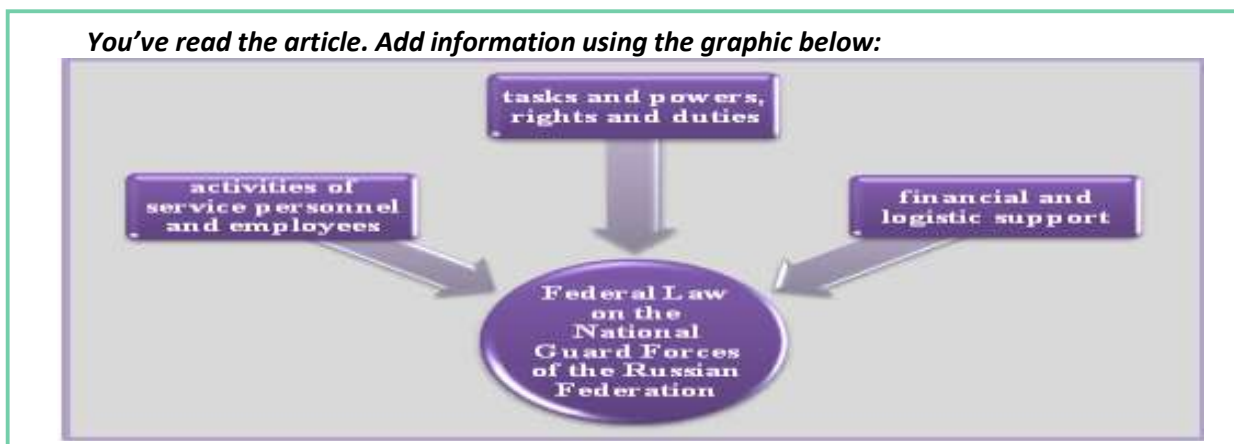 You’ve read the article. Add information using the graphic below:
tasks and powers,
rights and duties
activities of
service personnel
and employees
financial and
logistic support
Federal Law
on the
National
Guard Forces
of the Russian
Federation